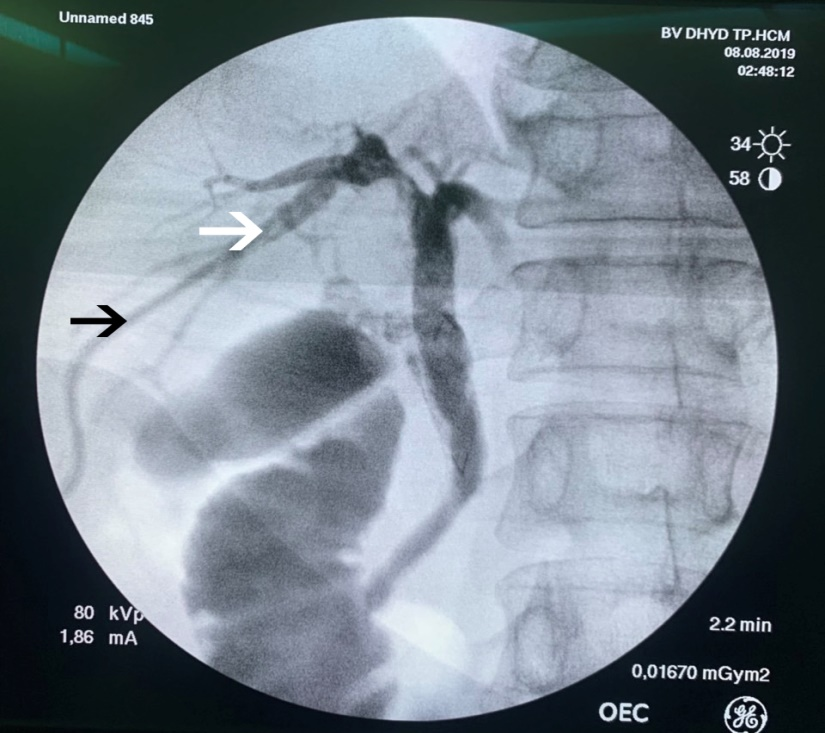 Unnamed 845
BV DHYD TP.HCM
08.08.2019
02:48:12
34
58
80 kVp
1,86 mA
2.2 min
0,01670 mGym2
OEC
GE